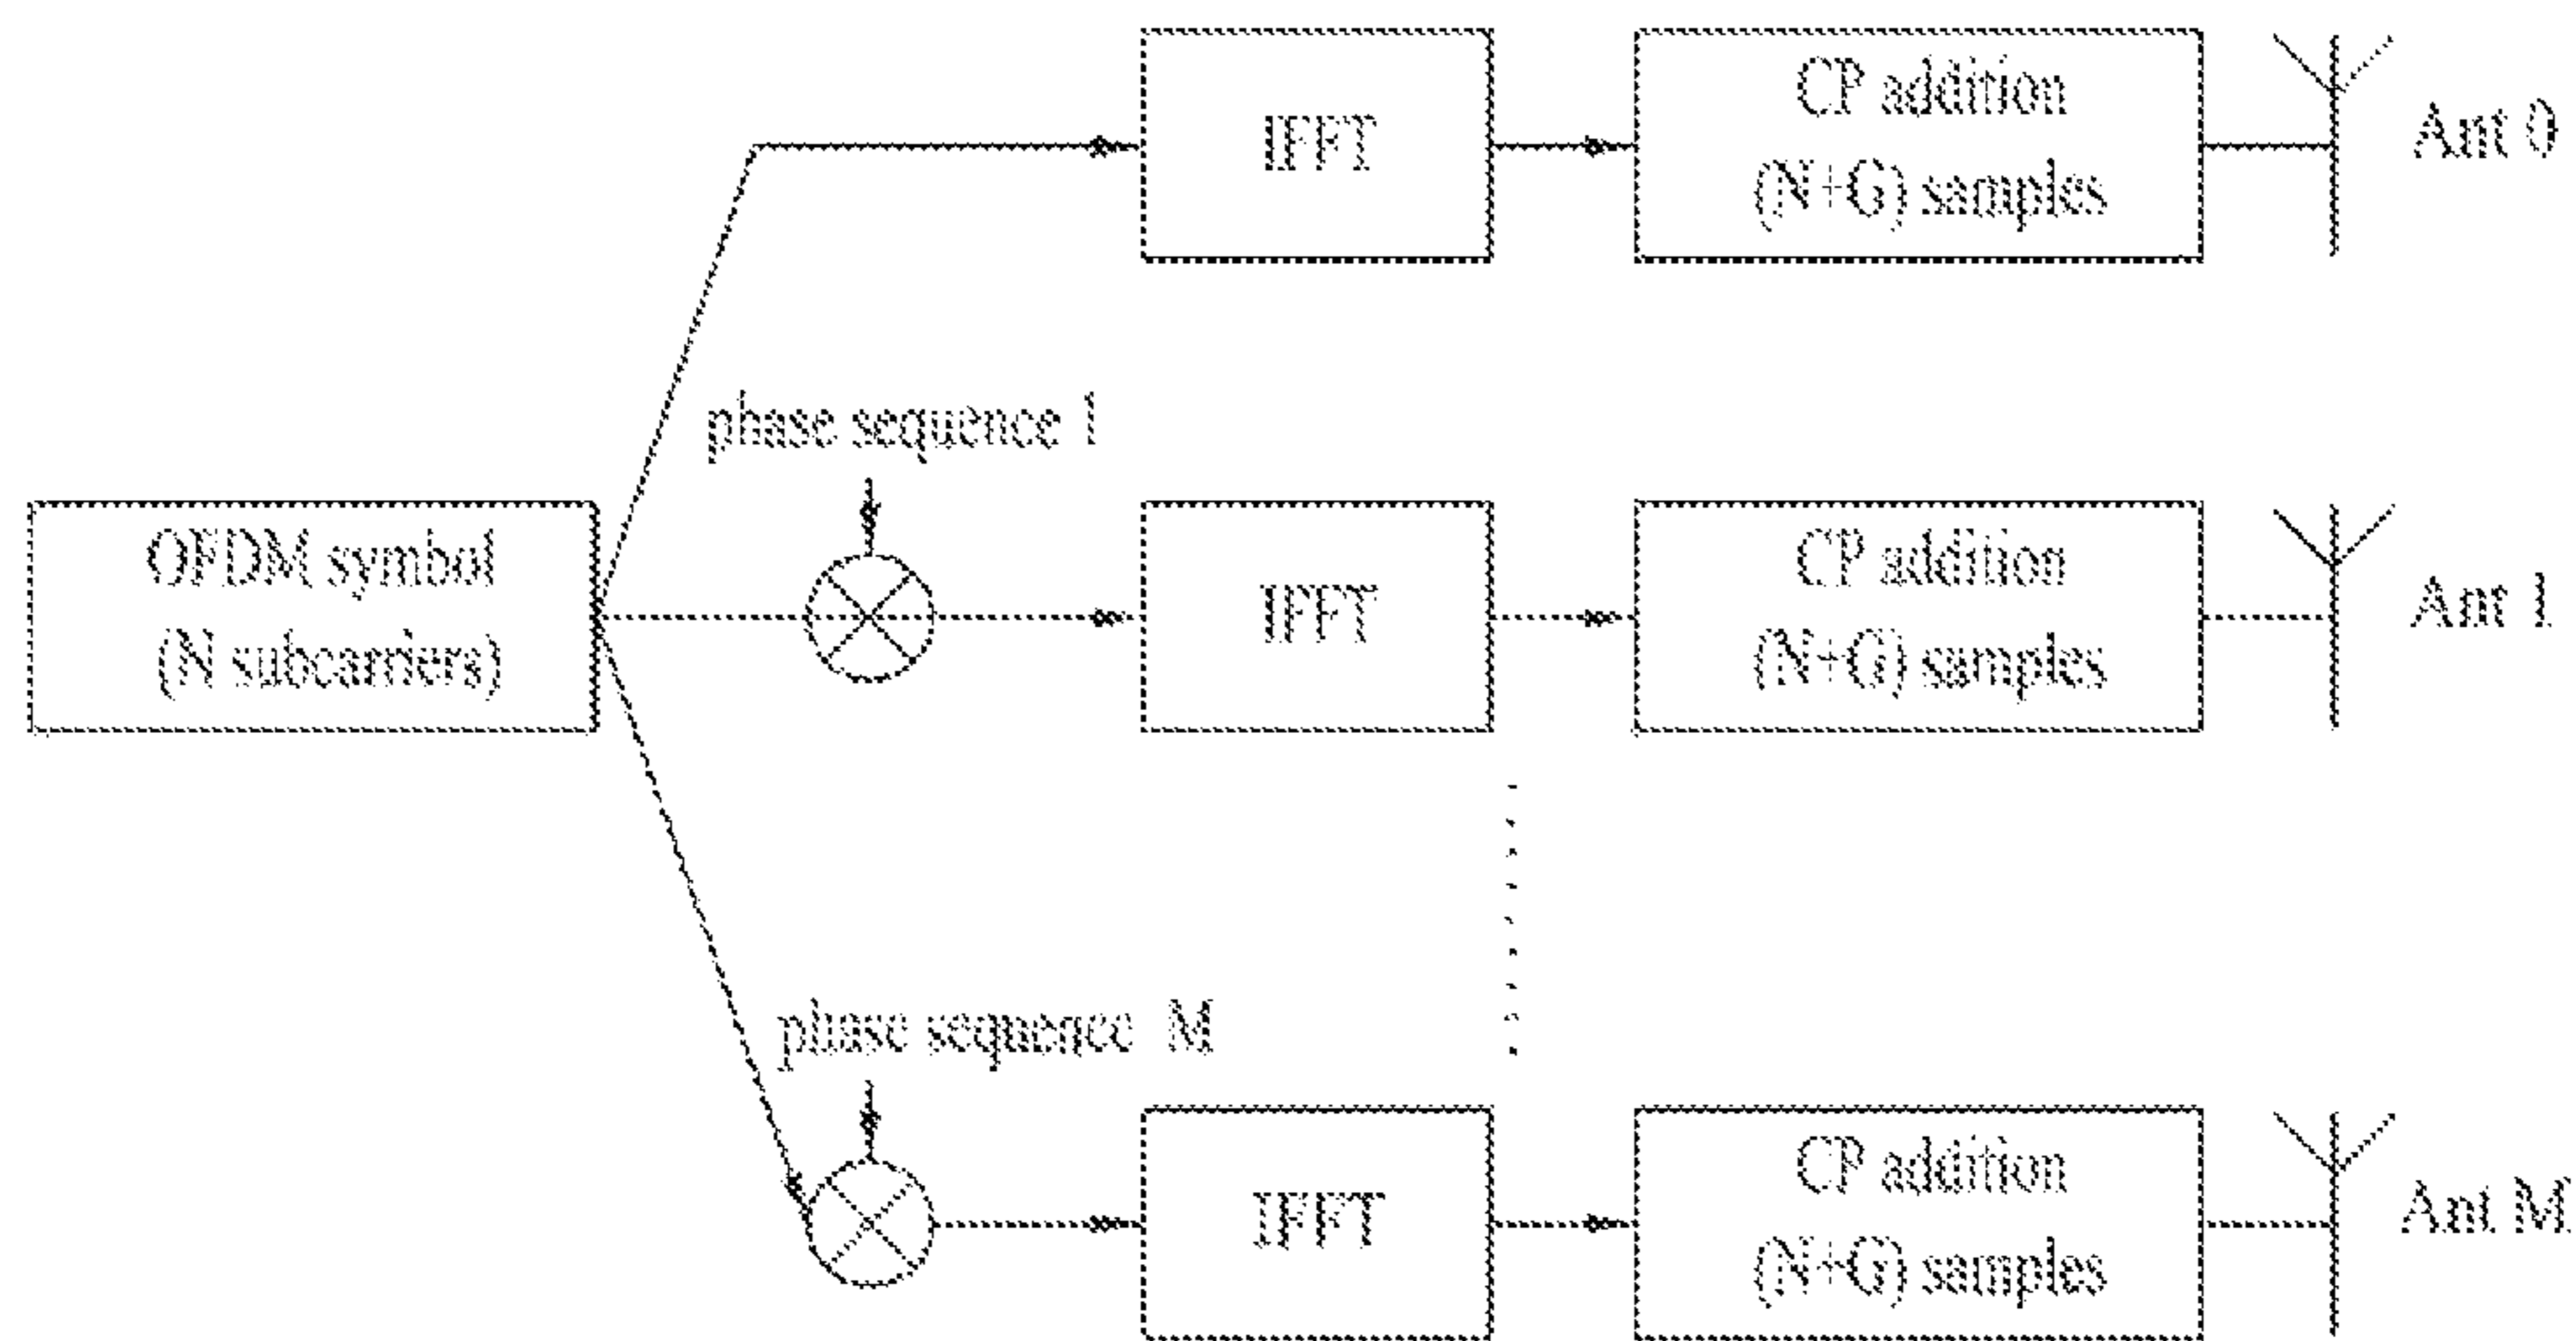 IFFT
CP addition
(N+G) samples
Ant 0
phase sequence 1
OFDM symbol
(N subcarriers)
IFFT
CP addition
(N+G) samples
Ant 1
phase sequence M
IFFT
CP addition
(N+G) samples
Ant M